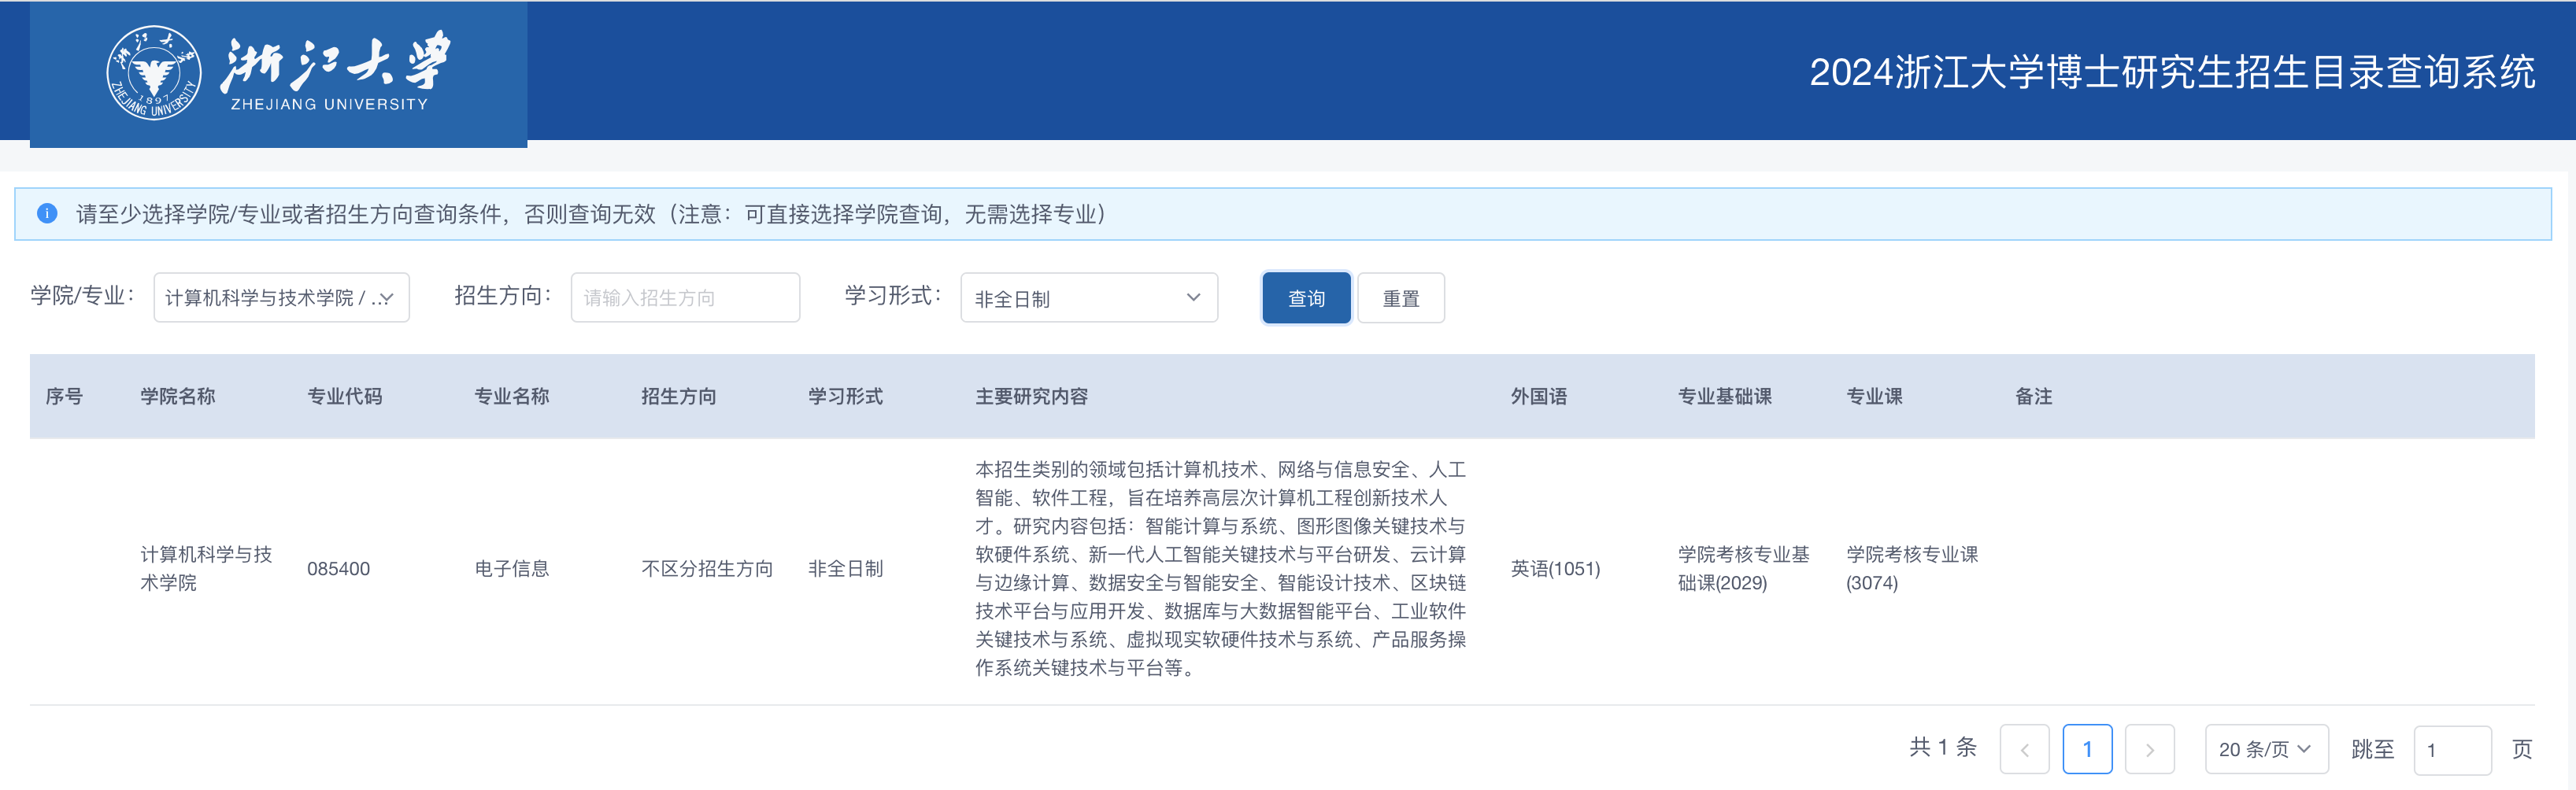 浙江大学
ZHEJIANG UNIVERSITY
浙江大学
1897
ZHEJIANG UNIVERSITY
2024浙江大学博士研究生招生目录查询系统
请至少选择学院/专业或者招生方向查询条件，否则查询无效（注意：可直接选择学院查询，无需选择专业）
学院/专业： 计算机科学与技术学院 / ... 招生方向： 请输入招生方向 学习形式： 非全日制 查询 重置
序号 学院名称 专业代码 专业名称 招生方向 学习形式 主要研究内容 外国语 专业基础课 专业课 备注
计算机科学与技
术学院
085400
电子信息
不区分招生方向
非全日制
本招生类别的领域包括计算机技术、网络与信息安全、人工
智能、软件工程，旨在培养高层次计算机工程创新技术人
才。研究内容包括：智能计算与系统、图形图像关键技术与
软硬件系统、新一代人工智能关键技术与平台研发、云计算
与边缘计算、数据安全与智能安全、智能设计技术、区块链
技术平台与应用开发、数据库与大数据智能平台、工业软件
关键技术与系统、虚拟现实软硬件技术与系统、产品服务操
作系统关键技术与平台等。
英语(1051)
学院考核专业基
础课(2029)
学院考核专业课
(3074)
共 1 条 < 1 > 20 条/页 跳至 1 页